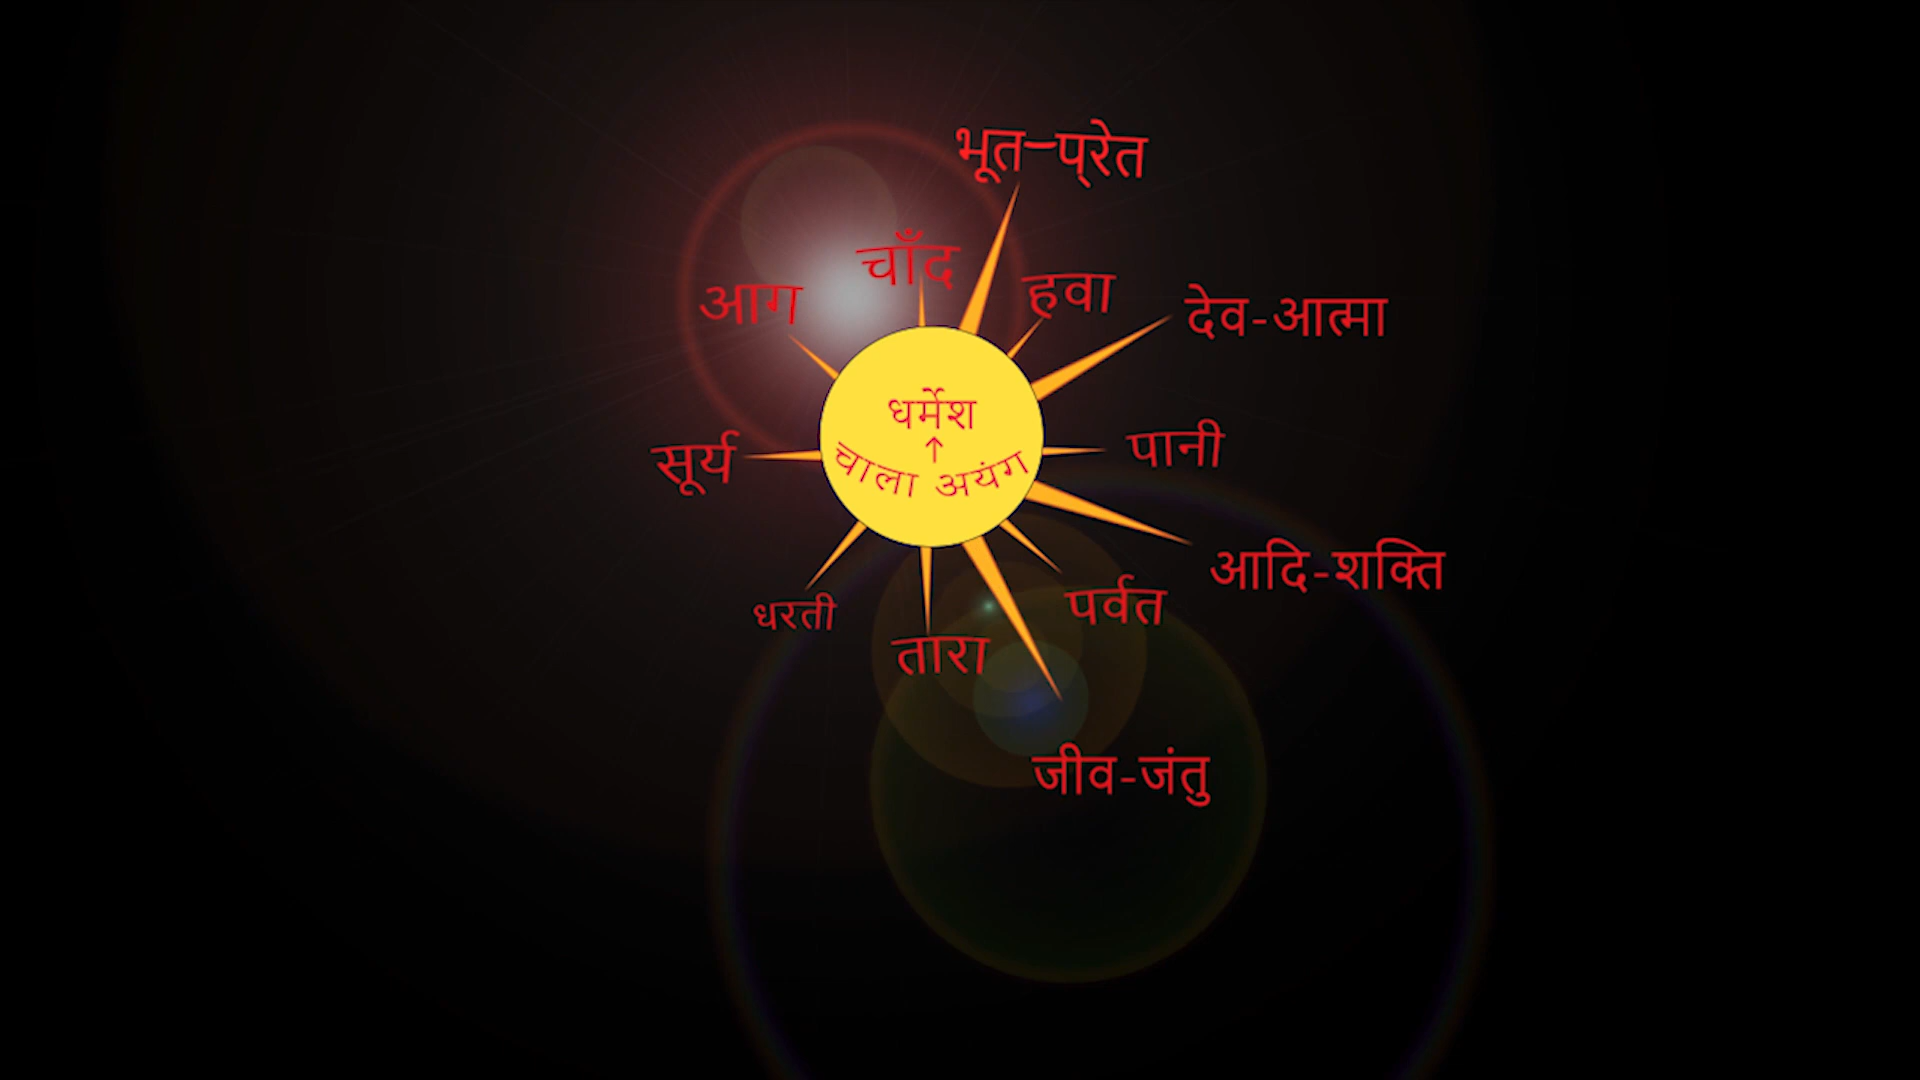 भूत-प्रेत
चाँद
हवा
आग
देव-आत्मा
धर्मेश
↑
चाला अयंग
सूर्य
पानी
आदि-शक्ति
धरती
पर्वत
तारा
जीव-जंतु